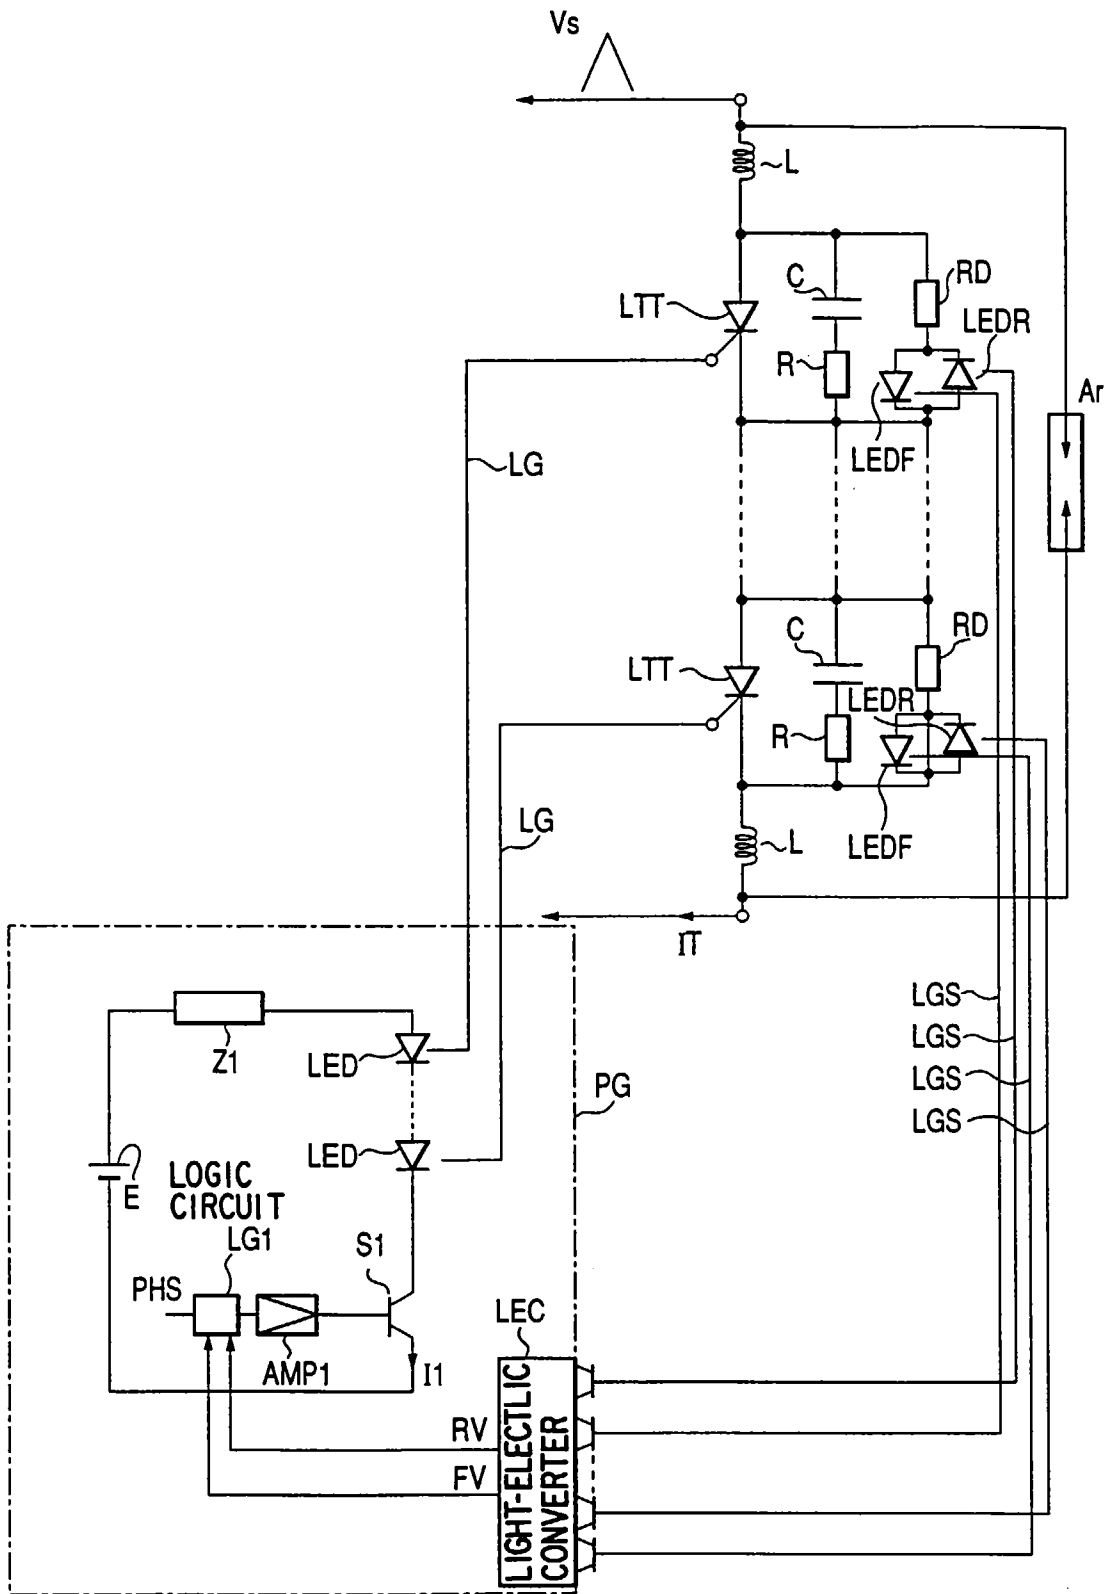 Vs
L
C
RD
LTT
LEDR
R
Ar
LEDF
LG
C
RD
LTT
LEDR
R
LG
L
LEDF
IT
LGS
Z1
LED
LGS
PG
LGS
LGS
LED
E
LOGIC
CIRCUIT
LG1
S1
PHS
LEC
AMP1
I1
RV
FV
LIGHT-ELECTLIC
CONVERTER